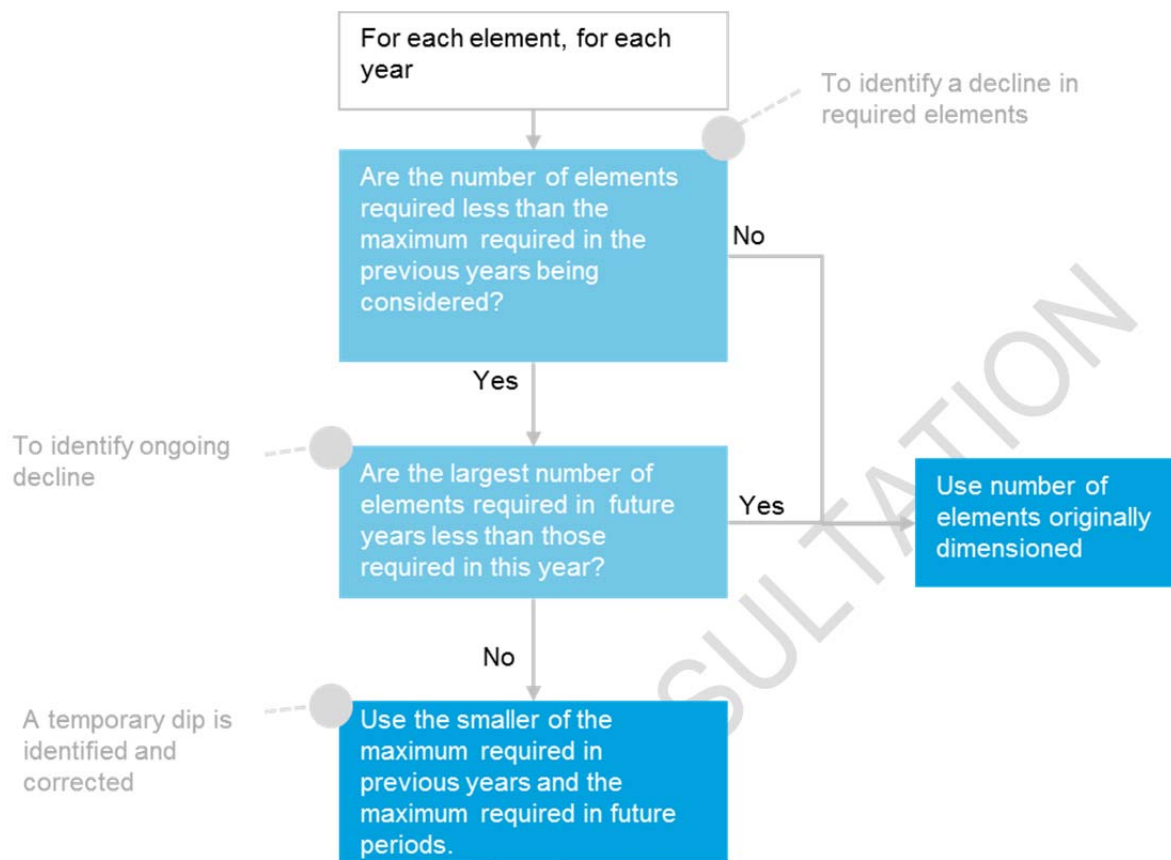 For each element, for each
year
To identify a decline in
required elements
Are the number of elements
required less than the
maximum required in the
previous years being
considered?
No
Yes
To identify ongoing
decline
Are the largest number of
elements required in future
years less than those
required in this year?
Yes
Use number of
elements originally
dimensioned
No
A temporary dip is
identified and
corrected
Use the smaller of the
maximum required in
previous years and the
maximum required in future
periods.
SULTATION